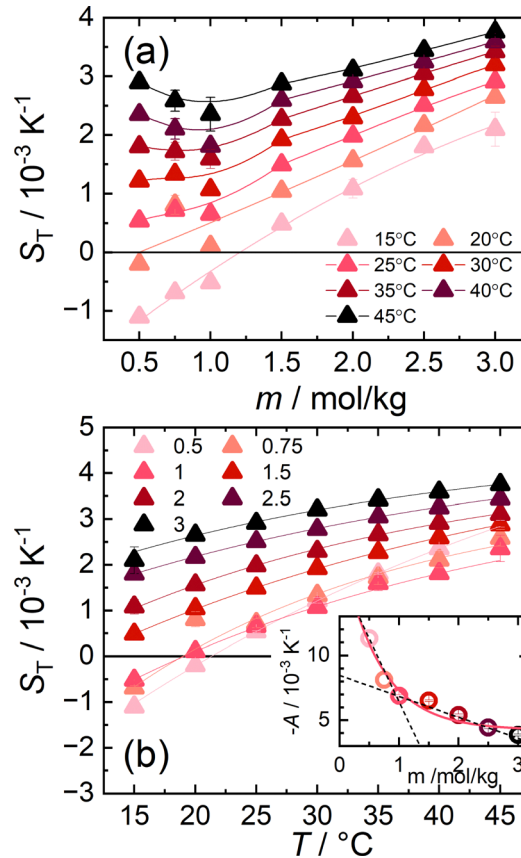 (a)
4
3
2
1
0
−1
S_T / 10⁻³ K⁻¹
15°C 20°C
25°C 30°C
35°C 40°C
45°C
0.5 1.0 1.5 2.0 2.5 3.0
m / mol/kg
5
4
3
2
1
0
−1
−2
−3
S_T / 10⁻³ K⁻¹
0.5 0.75
1 1.5
2 2.5
3
(b)
10
5
-A / 10⁻³ K⁻¹
0 1 2 3
m /mol/kg
15 20 25 30 35 40 45
T / °C